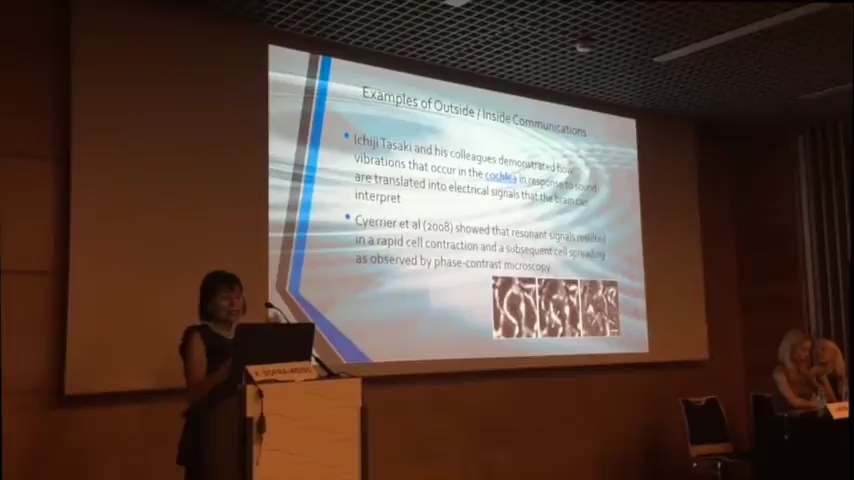 Examples of Outside / Inside Communications
• Ichiji Tasaki and his colleagues demonstrated how
vibrations that occur in the cochlea in response to sound
are translated into electrical signals that the brain can
interpret
• Cyerrier et al (2008) showed that resonant signals resulted
in a rapid cell contraction and a subsequent cell spreading
as observed by phase-contrast microscopy